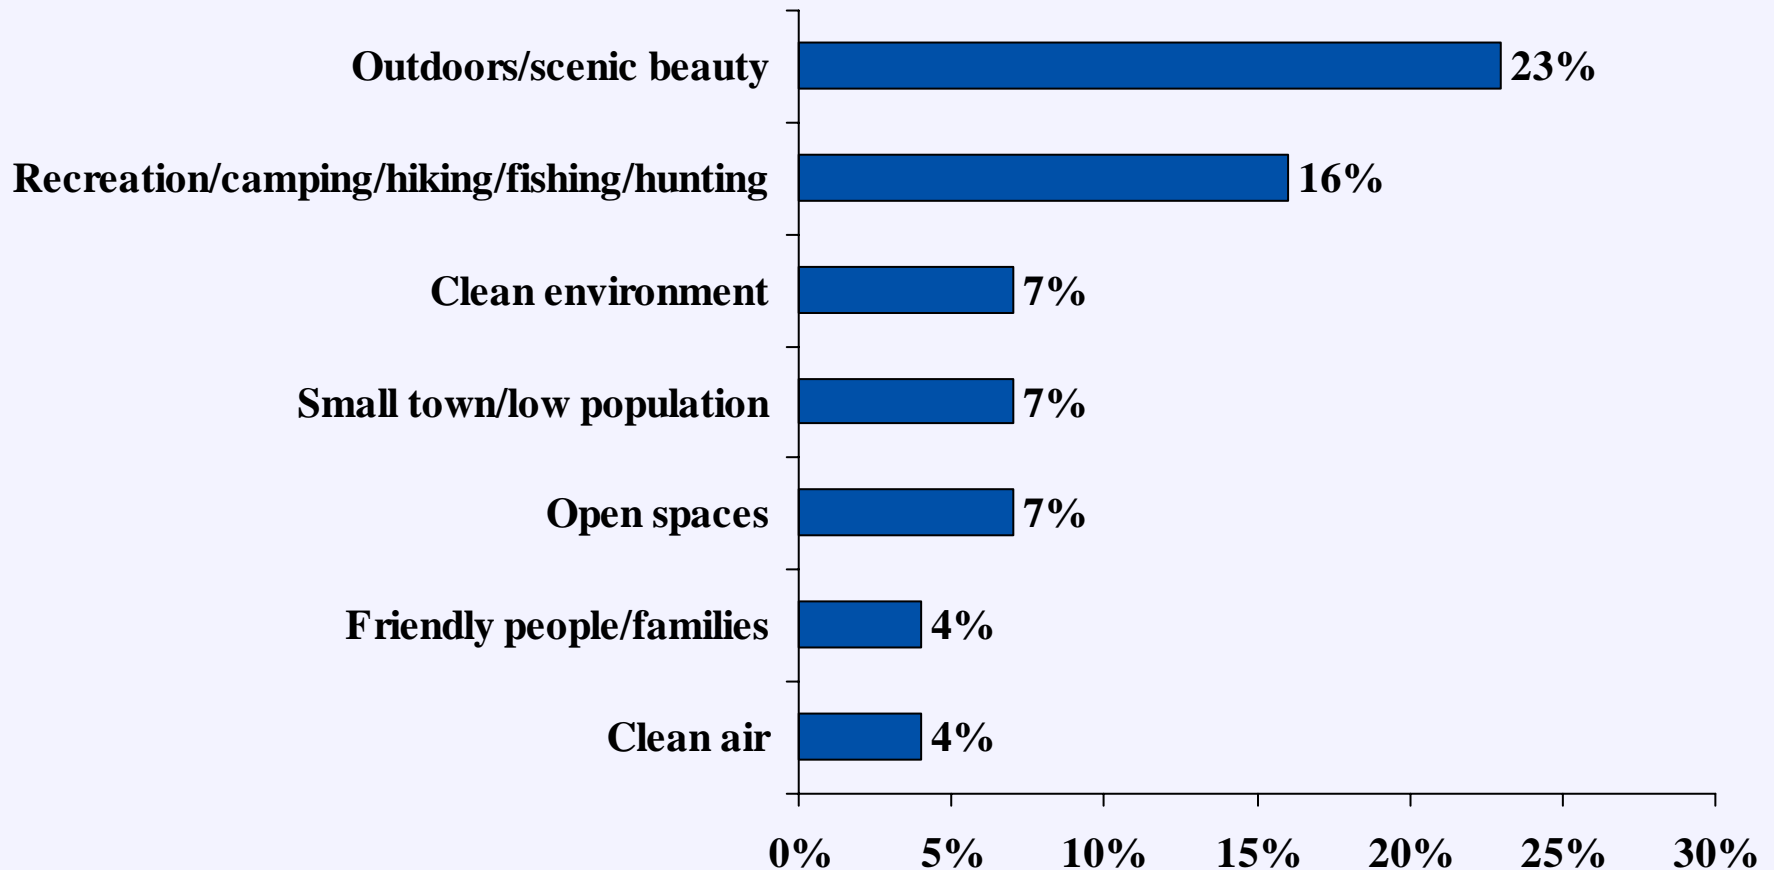 Outdoors/scenic beauty 23%
Recreation/camping/hiking/fishing/hunting 16%
Clean environment 7%
Small town/low population 7%
Open spaces 7%
Friendly people/families 4%
Clean air 4%
0% 5% 10% 15% 20% 25% 30%